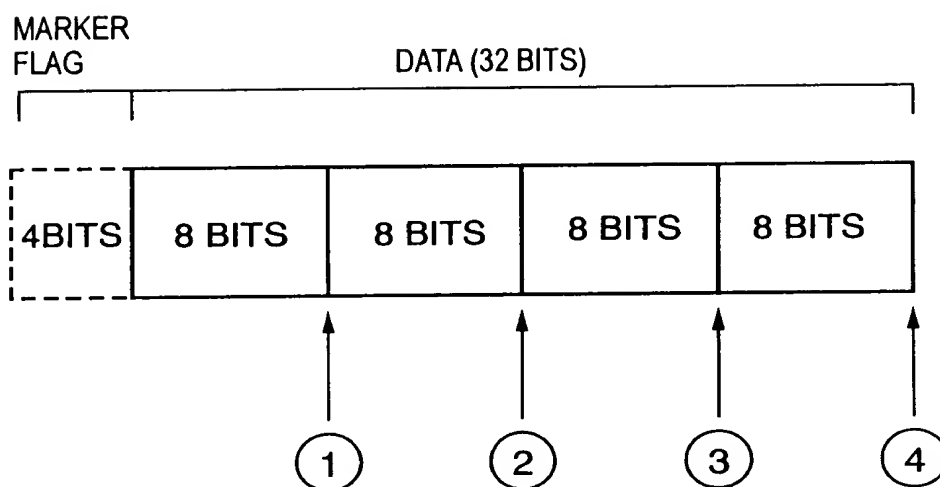 MARKER
FLAG
DATA (32 BITS)
4BITS 8 BITS 8 BITS 8 BITS 8 BITS
1 2 3 4